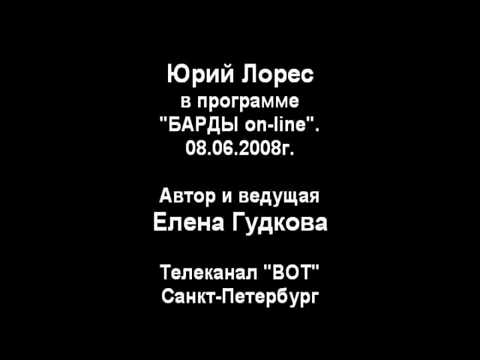 Юрий Лорес
в программе
"БАРДЫ on-line".
08.06.2008г.
Автор и ведущая
Елена Гудкова
Телеканал "ВОТ"
Санкт-Петербург